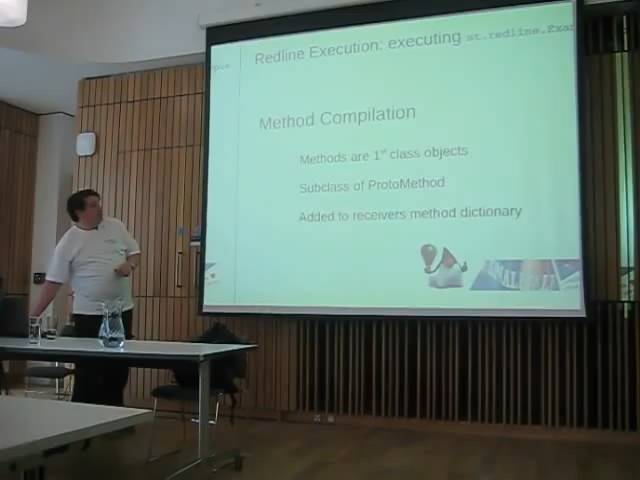 Redline Execution: executing st.redline.Exa
Method Compilation
Methods are 1st class objects
Subclass of ProtoMethod
Added to receivers method dictionary